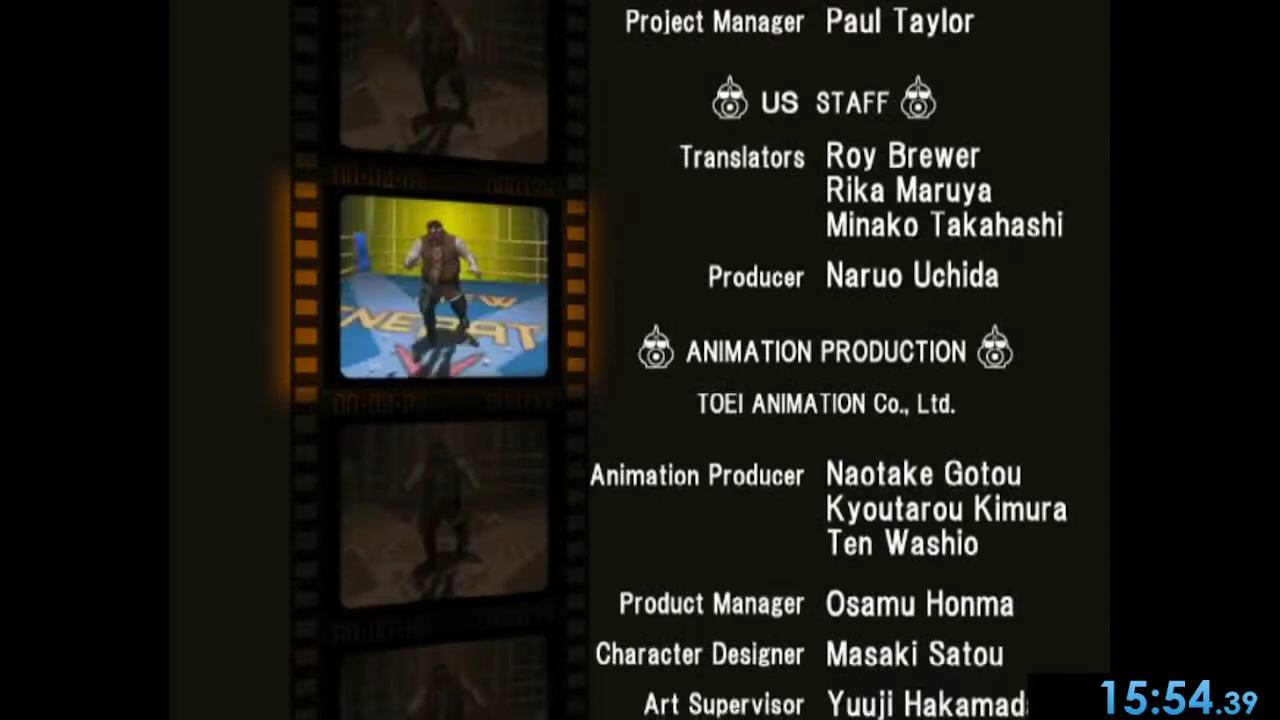 Project Manager Paul Taylor
US STAFF
Translators Roy Brewer
Rika Maruya
Minako Takahashi
Producer Naruo Uchida
ANIMATION PRODUCTION
TOEI ANIMATION Co., Ltd.
Animation Producer Naotake Gotou
Kyoutarou Kimura
Ten Washio
Product Manager Osamu Honma
Character Designer Masaki Satou
Art Supervisor Yuuji Hakamad
15:54.39